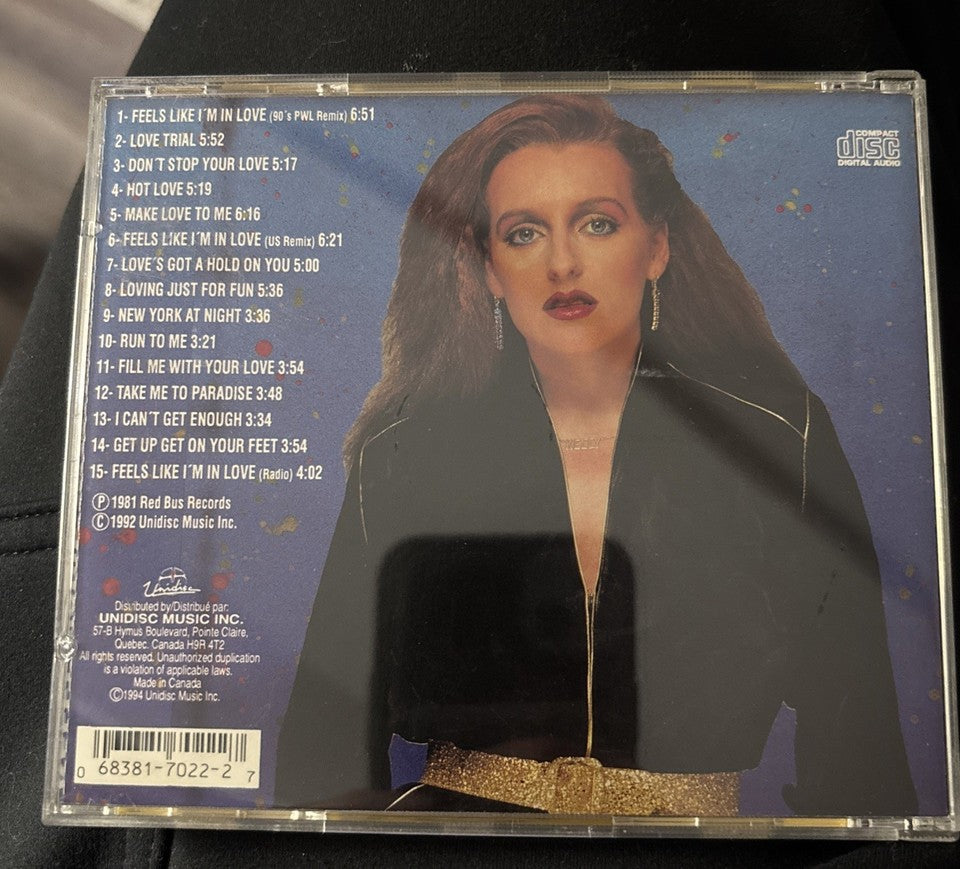 1- FEELS LIKE I´M IN LOVE (90´s PWL Remix) 6:51
2- LOVE TRIAL 5:52
3- DON´T STOP YOUR LOVE 5:17
4- HOT LOVE 5:19
5- MAKE LOVE TO ME 6:16
6- FEELS LIKE I´M IN LOVE (US Remix) 6:21
7- LOVE´S GOT A HOLD ON YOU 5:00
8- LOVING JUST FOR FUN 5:36
9- NEW YORK AT NIGHT 3:36
10- RUN TO ME 3:21
11- FILL ME WITH YOUR LOVE 3:54
12- TAKE ME TO PARADISE 3:48
13- I CAN´T GET ENOUGH 3:34
14- GET UP GET ON YOUR FEET 3:54
15- FEELS LIKE I´M IN LOVE (Radio) 4:02
Ⓟ 1981 Red Bus Records
Ⓒ 1992 Unidisc Music Inc.
COMPACT
disc
DIGITAL AUDIO
Unidisc
Distributed by/Distribué par:
UNIDISC MUSIC INC.
57-B Hymus Boulevard, Pointe Claire,
Quebec. Canada H9R 4T2
All rights reserved. Unauthorized duplication
is a violation of applicable laws.
Made in Canada
Ⓒ1994 Unidisc Music Inc.
0 68381-7022-2 7